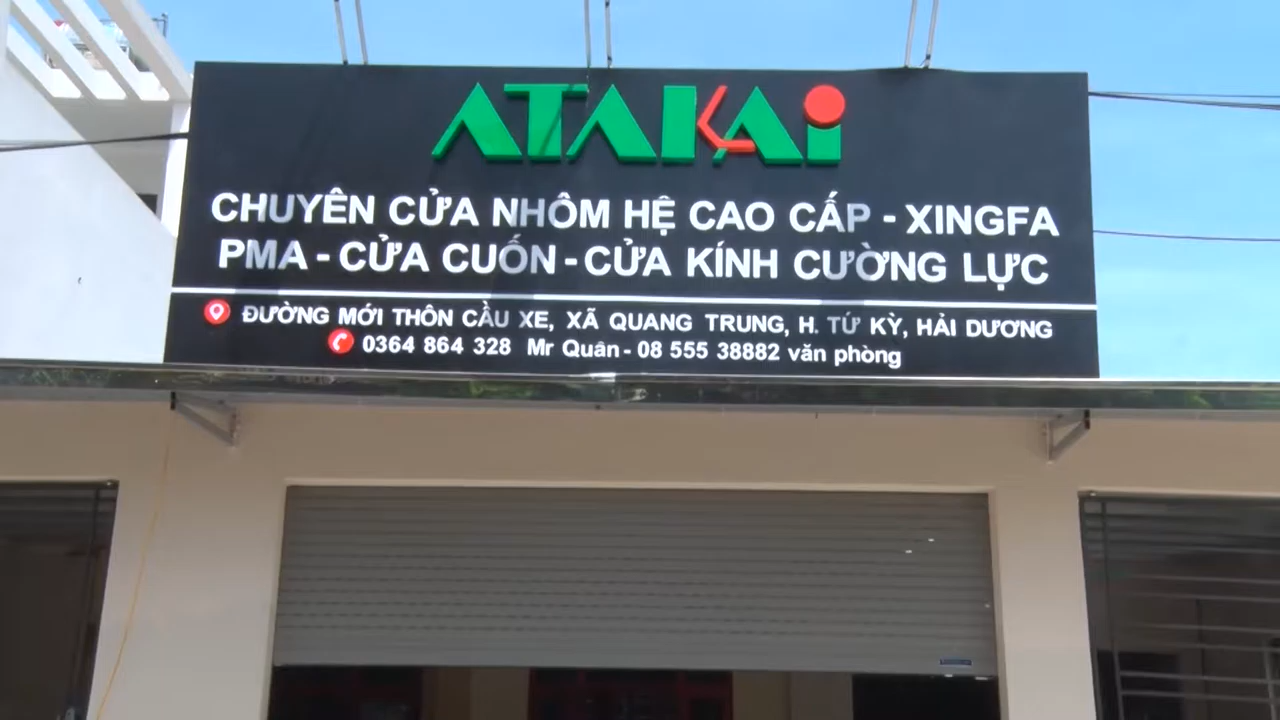 ATAKAI
CHUYÊN CỬA NHÔM HỆ CAO CẤP - XINGFA
PMA - CỬA CUỐN - CỬA KÍNH CƯỜNG LỰC
ĐƯỜNG MỚI THÔN CẦU XE, XÃ QUANG TRUNG, H. TỨ KỲ, HẢI DƯƠNG
0364 864 328 Mr Quân - 08 555 38882 văn phòng